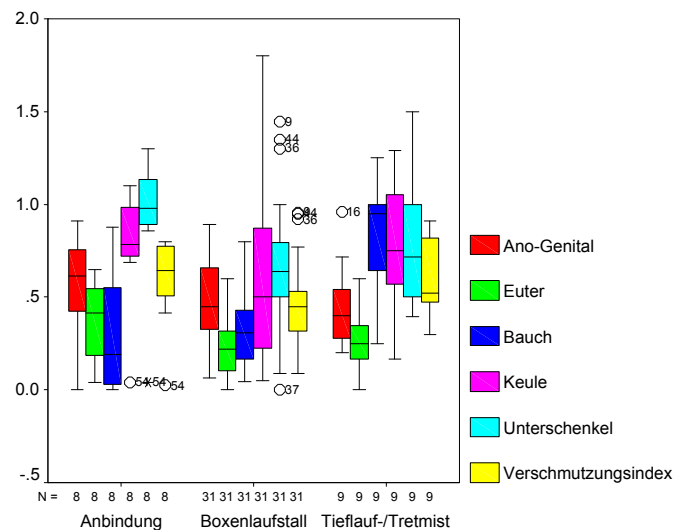 2.0
1.5
1.0
.5
0.0
-.5
9
44
36
9
44
36
37
16
54
54
54
Ano-Genital
Euter
Bauch
Keule
Unterschenkel
Verschmutzungsindex
N = 8 8 8 8 8 8 31 31 31 31 31 31 9 9 9 9 9 9
Anbindung Boxenlaufstall Tieflauf-/Tretmist